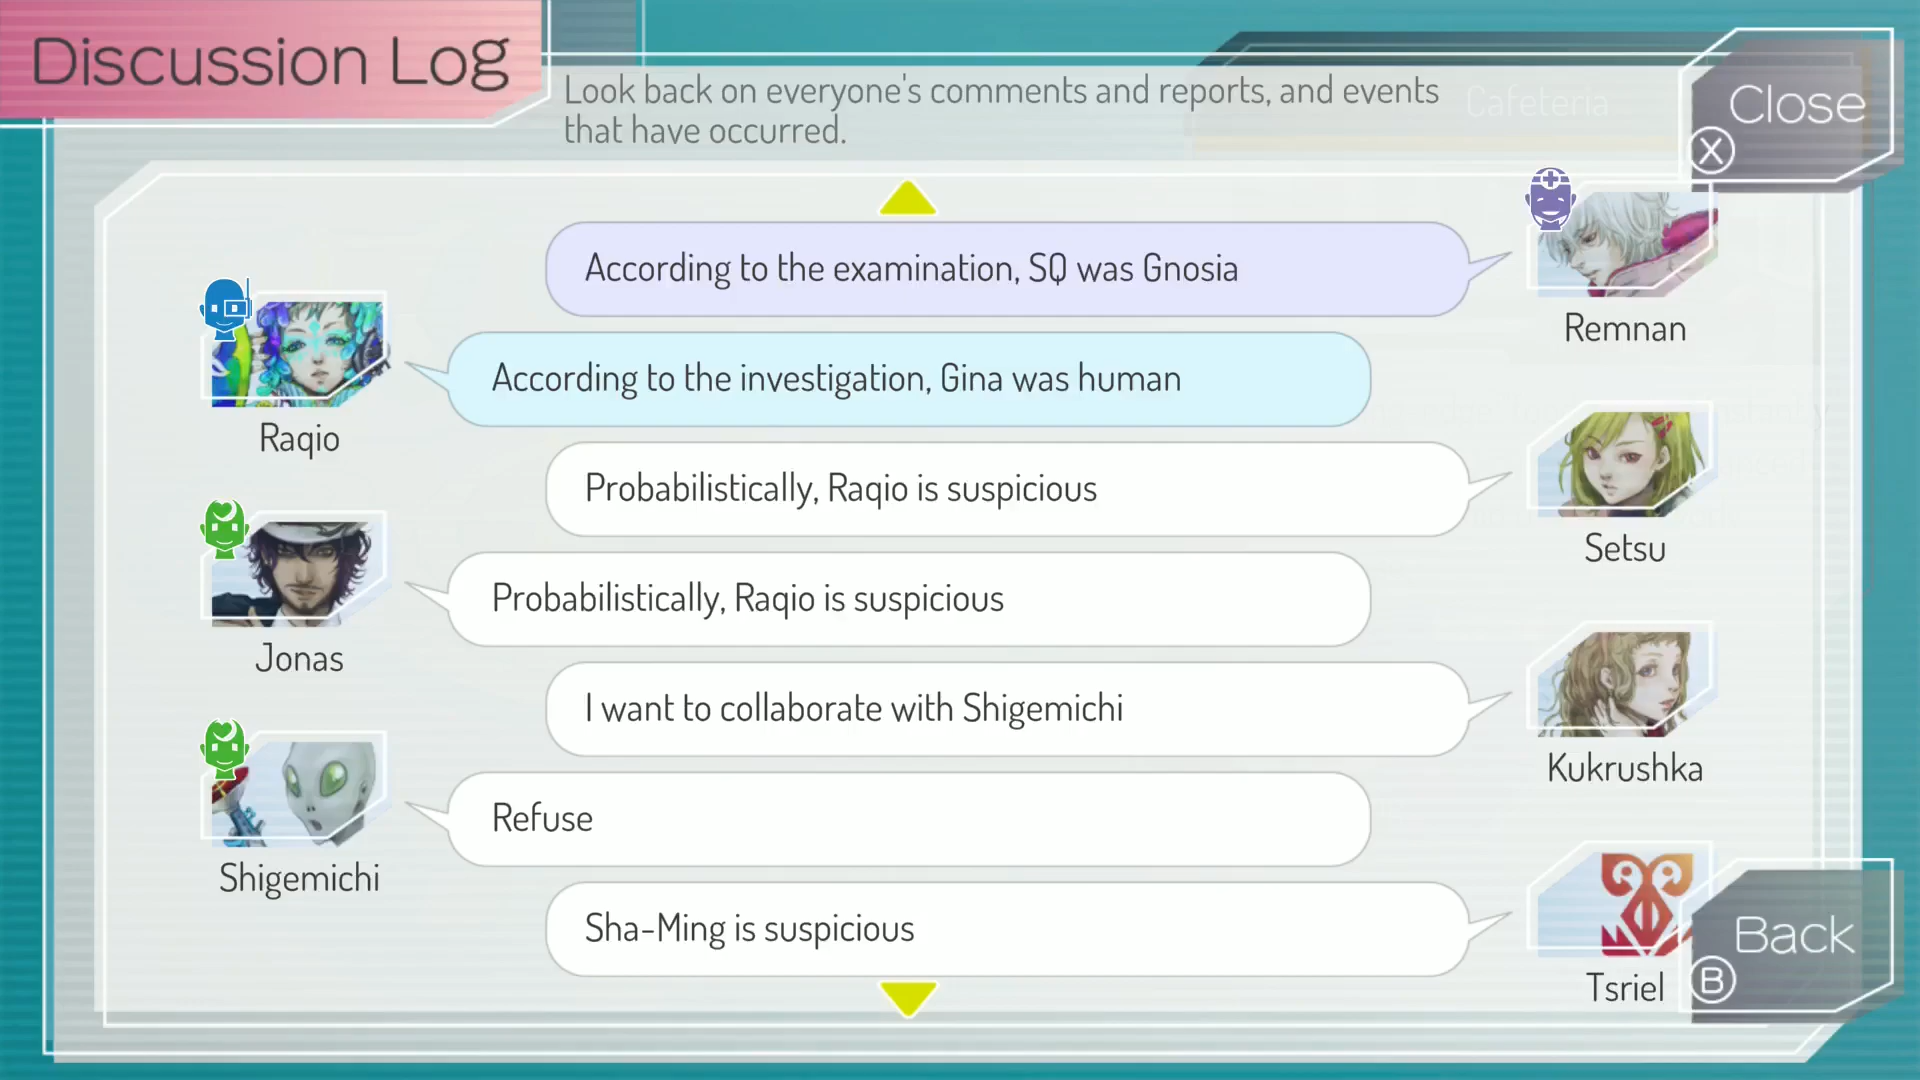 Discussion Log
Look back on everyone's comments and reports, and events
that have occurred.
Cafeteria
Close
X
According to the examination, SQ was Gnosia
Remnan
According to the investigation, Gina was human
Raqio
Probabilistically, Raqio is suspicious
Setsu
Probabilistically, Raqio is suspicious
Jonas
I want to collaborate with Shigemichi
Kukrushka
Refuse
Shigemichi
Sha-Ming is suspicious
Tsriel
Back
B